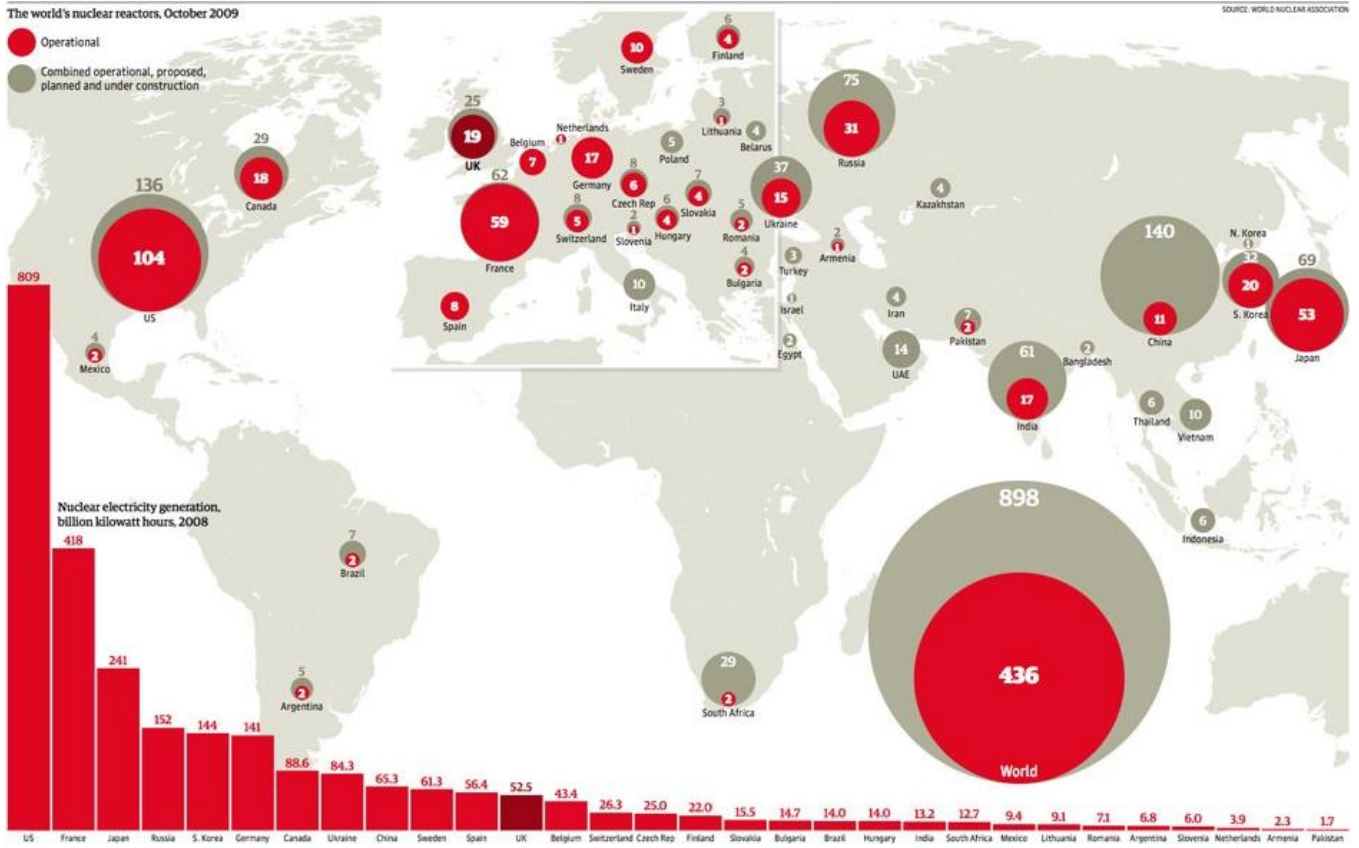 The world's nuclear reactors, October 2009
SOURCE: WORLD NUCLEAR ASSOCIATION
Operational
Combined operational, proposed,
planned and under construction
29
18
Canada
136
104
US
4
2
Mexico
7
2
Brazil
5
2
Argentina
25
19
UK
10
Sweden
6
4
Finland
3
1
Lithuania
4
Belarus
Netherlands
1
Belgium
7
17
Germany
5
Poland
62
59
France
8
6
Czech Rep
7
4
Slovakia
8
5
Switzerland
2
1
Slovenia
6
4
Hungary
5
2
Romania
4
2
Bulgaria
10
Italy
8
Spain
37
15
Ukraine
75
31
Russia
4
Kazakhstan
2
1
Armenia
3
Turkey
1
Israel
2
Egypt
4
Iran
14
UAE
7
2
Pakistan
61
17
India
2
Bangladesh
140
11
China
N. Korea
1
32
20
S. Korea
69
53
Japan
6
Thailand
10
Vietnam
6
Indonesia
29
2
South Africa
898
436
World
Nuclear electricity generation,
billion kilowatt hours, 2008
809 418 241 152 144 141 88.6 84.3 65.3 61.3 56.4 52.5 43.4 26.3 25.0 22.0 15.5 14.7 14.0 14.0 13.2 12.7 9.4 9.1 7.1 6.8 6.0 3.9 2.3 1.7
US France Japan Russia S. Korea Germany Canada Ukraine China Sweden Spain UK Belgium Switzerland Czech Rep Finland Slovakia Bulgaria Brazil Hungary India South Africa Mexico Lithuania Romania Argentina Slovenia Netherlands Armenia Pakistan